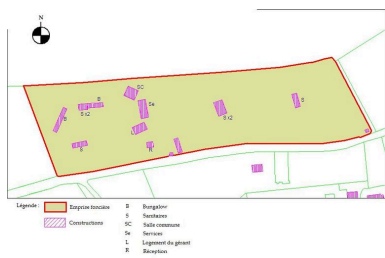 N
SC
B
Se
S x2
B
S x2
S
L
S
R
Légende :
Emprise foncière
Constructions
B Bungalow
S Sanitaires
SC Salle commune
Se Services
L Logement du gérant
R Réception